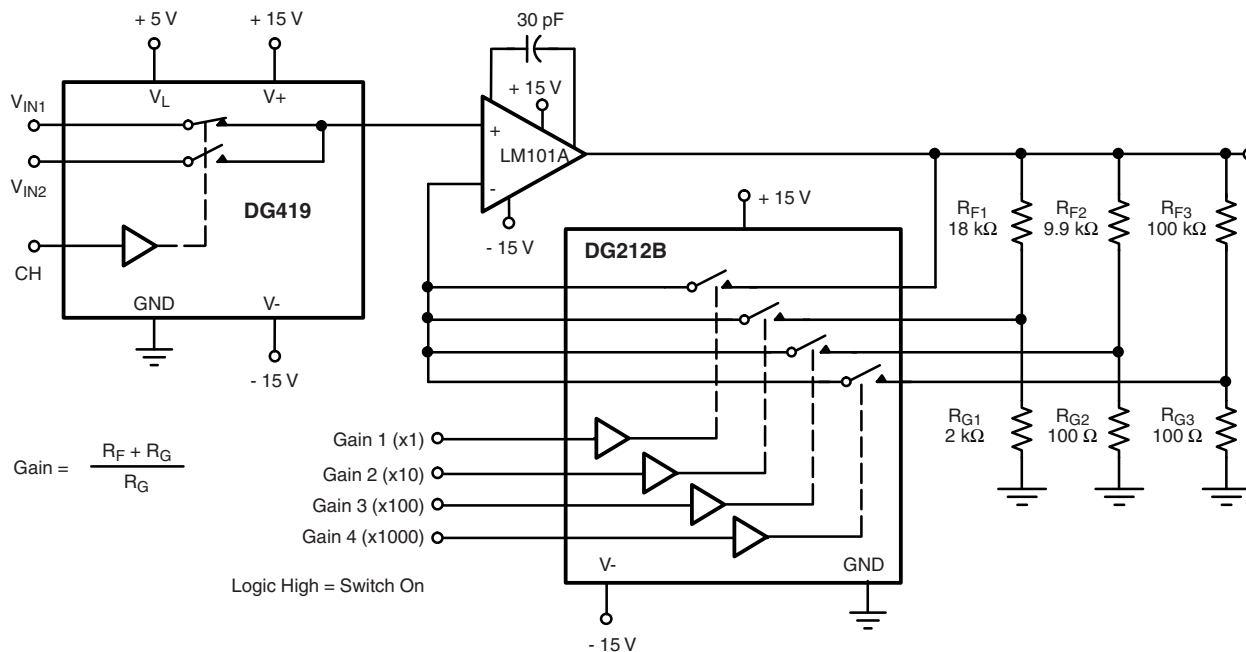 + 5 V
+ 15 V
30 pF
V_IN1
V_L
V+
+ 15 V
+
LM101A
-
V_IN2
DG419
- 15 V
+ 15 V
CH
GND
V-
- 15 V
DG212B
R_F1
18 kΩ
R_F2
9.9 kΩ
R_F3
100 kΩ
R_G1
2 kΩ
R_G2
100 Ω
R_G3
100 Ω
Gain = R_F + R_G
R_G
Gain 1 (x1)
Gain 2 (x10)
Gain 3 (x100)
Gain 4 (x1000)
Logic High = Switch On
V-
GND
- 15 V